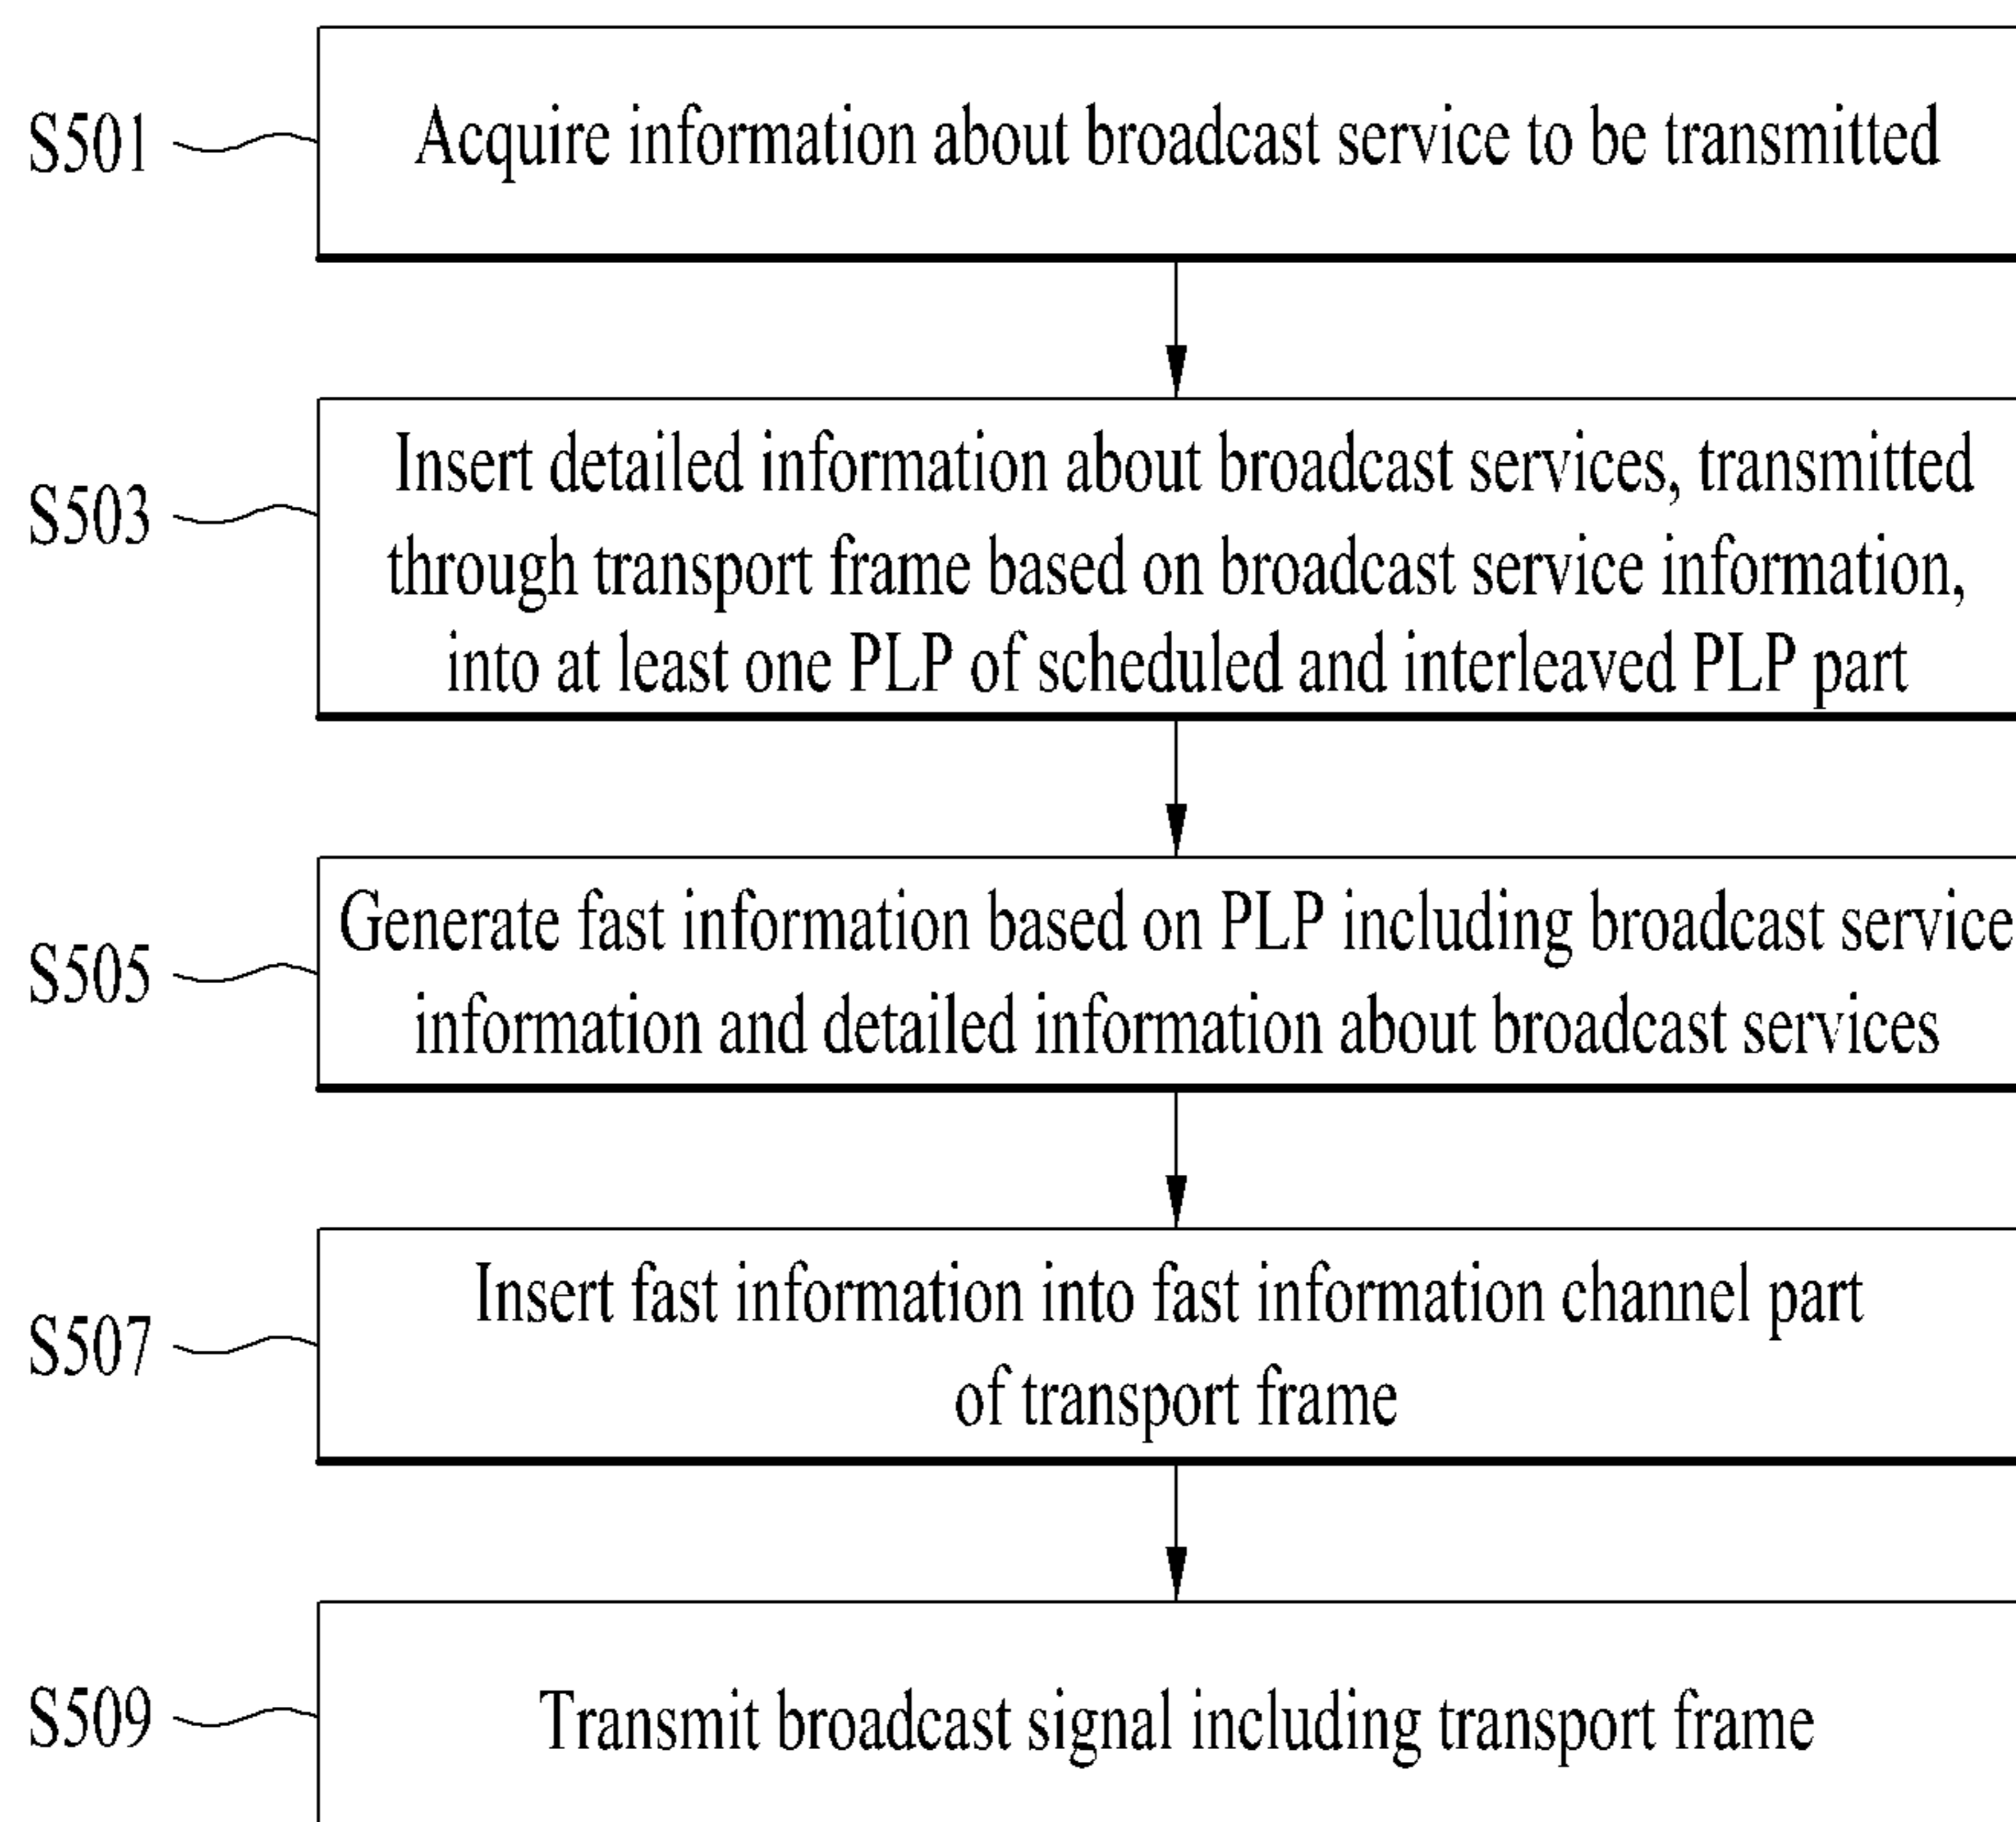 S501
Acquire information about broadcast service to be transmitted
S503
Insert detailed information about broadcast services, transmitted
through transport frame based on broadcast service information,
into at least one PLP of scheduled and interleaved PLP part
S505
Generate fast information based on PLP including broadcast service
information and detailed information about broadcast services
S507
Insert fast information into fast information channel part
of transport frame
S509
Transmit broadcast signal including transport frame